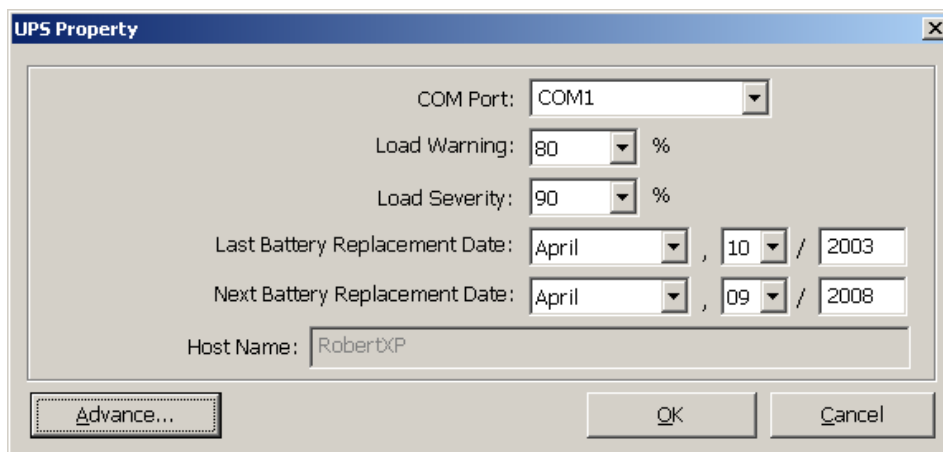 UPS Property
COM Port: COM1
Load Warning: 80 %
Load Severity: 90 %
Last Battery Replacement Date: April , 10 / 2003
Next Battery Replacement Date: April , 09 / 2008
Host Name: RobertXP
Advance... OK Cancel